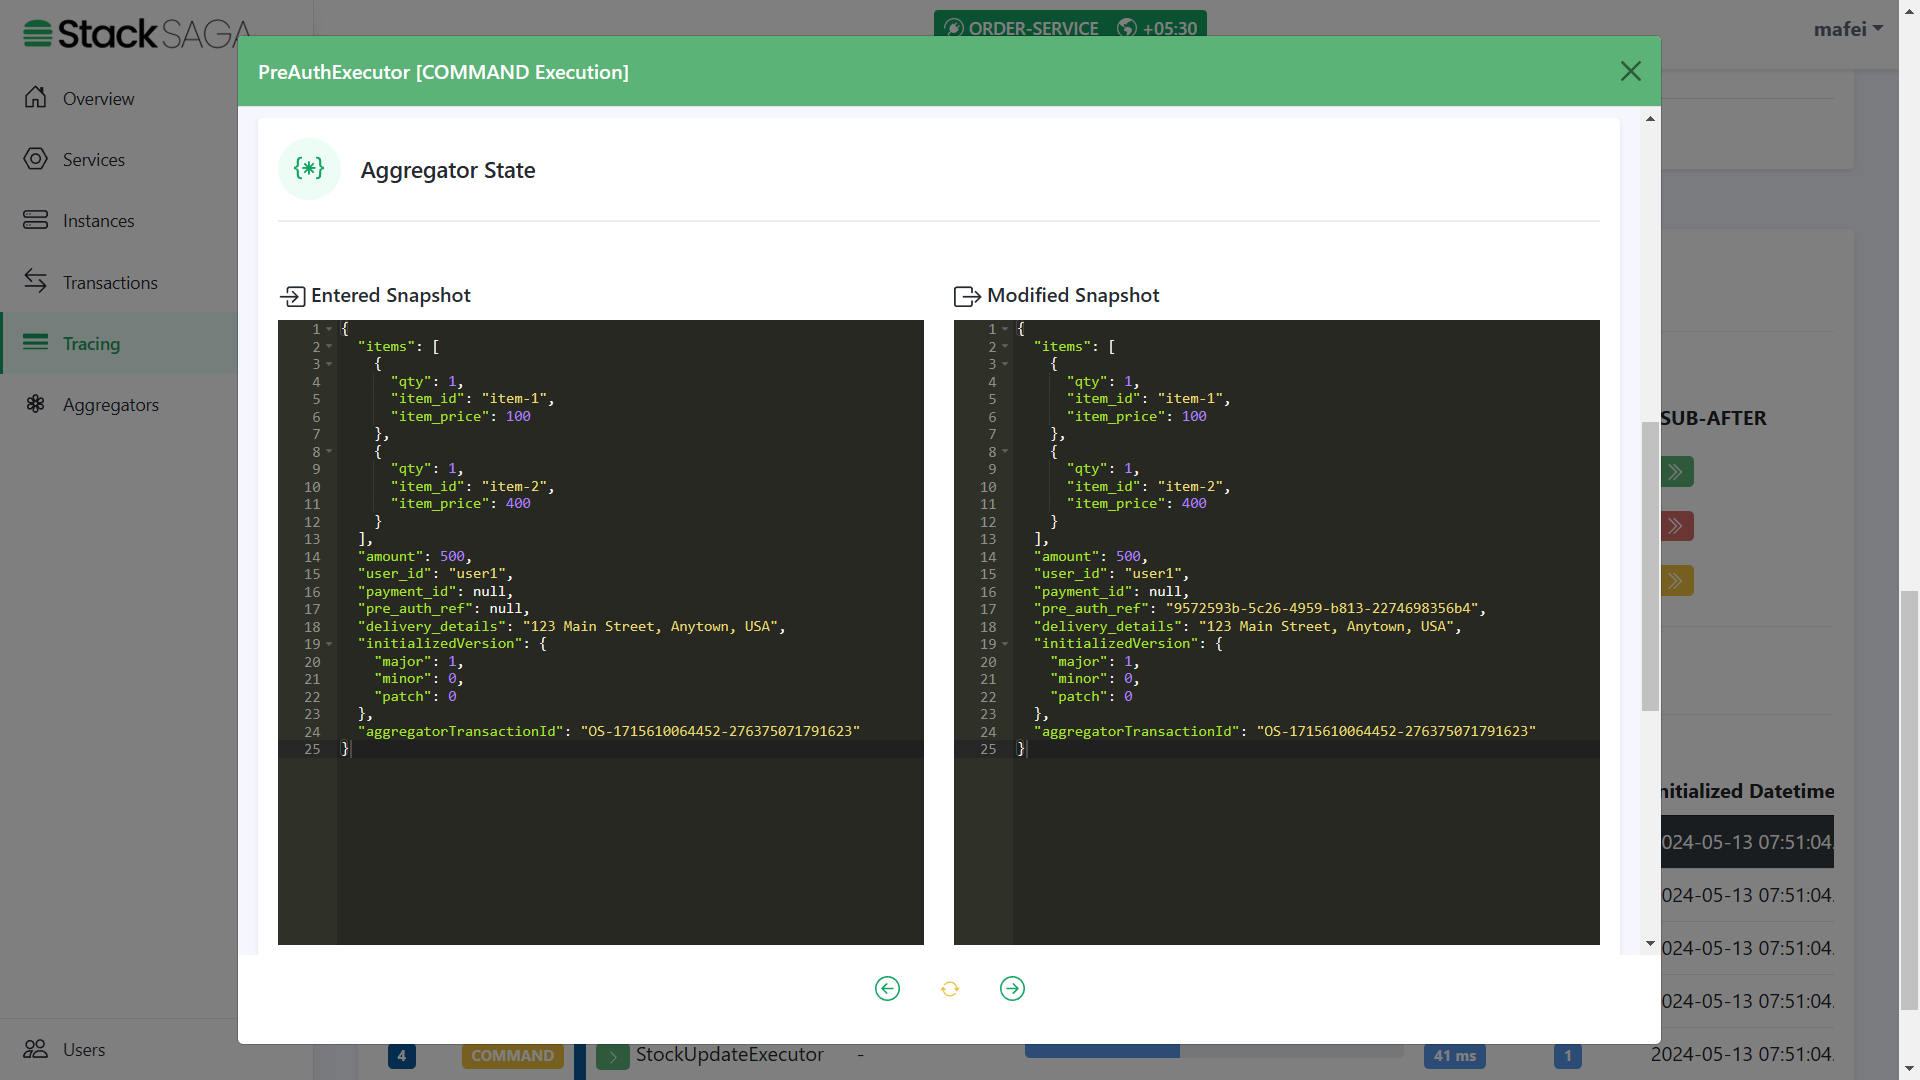 StackSAGA
ORDER-SERVICE +05:30
mafei
Overview
Services
Instances
Transactions
Tracing
Aggregators
Users
PreAuthExecutor [COMMAND Execution]
{*} Aggregator State
Entered Snapshot
1 {
2 "items": [
3 {
4 "qty": 1,
5 "item_id": "item-1",
6 "item_price": 100
7 },
8 {
9 "qty": 1,
10 "item_id": "item-2",
11 "item_price": 400
12 }
13 ],
14 "amount": 500,
15 "user_id": "user1",
16 "payment_id": null,
17 "pre_auth_ref": null,
18 "delivery_details": "123 Main Street, Anytown, USA",
19 "initializedVersion": {
20 "major": 1,
21 "minor": 0,
22 "patch": 0
23 },
24 "aggregatorTransactionId": "OS-1715610064452-276375071791623"
25 }
Modified Snapshot
1 {
2 "items": [
3 {
4 "qty": 1,
5 "item_id": "item-1",
6 "item_price": 100
7 },
8 {
9 "qty": 1,
10 "item_id": "item-2",
11 "item_price": 400
12 }
13 ],
14 "amount": 500,
15 "user_id": "user1",
16 "payment_id": null,
17 "pre_auth_ref": "9572593b-5c26-4959-b813-2274698356b4",
18 "delivery_details": "123 Main Street, Anytown, USA",
19 "initializedVersion": {
20 "major": 1,
21 "minor": 0,
22 "patch": 0
23 },
24 "aggregatorTransactionId": "OS-1715610064452-276375071791623"
25 }
SUB-AFTER
nitialized Datetime
024-05-13 07:51:04.
024-05-13 07:51:04.
024-05-13 07:51:04.
024-05-13 07:51:04.
4 COMMAND StockUpdateExecutor - 41 ms 1 2024-05-13 07:51:04.